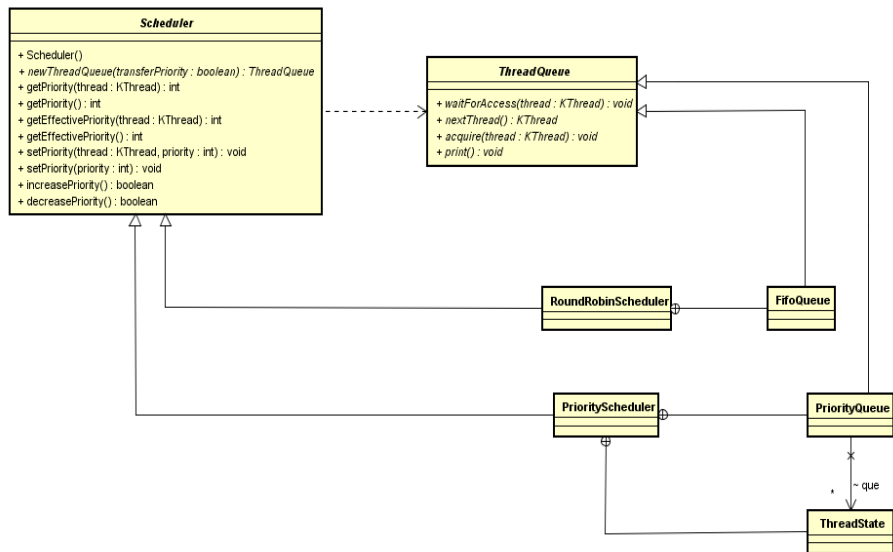 Scheduler
+ Scheduler()
+ newThreadQueue(transferPriority : boolean) : ThreadQueue
+ getPriority(thread : KThread) : int
+ getPriority() : int
+ getEffectivePriority(thread : KThread) : int
+ getEffectivePriority() : int
+ setPriority(thread : KThread, priority : int) : void
+ setPriority(priority : int) : void
+ increasePriority() : boolean
+ decreasePriority() : boolean
ThreadQueue
+ waitForAccess(thread : KThread) : void
+ nextThread() : KThread
+ acquire(thread : KThread) : void
+ print() : void
RoundRobinScheduler
FifoQueue
PriorityScheduler
PriorityQueue
~ que
*
ThreadState